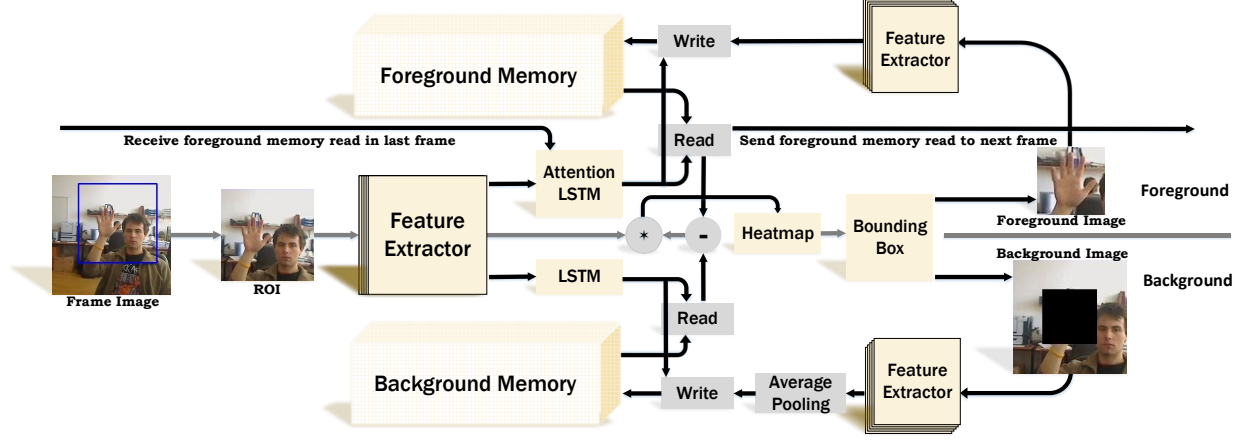 Foreground Memory
Write
Feature
Extractor
Receive foreground memory read in last frame
Read
Send foreground memory read to next frame
Attention
LSTM
Foreground
Foreground Image
Frame Image
ROI
Feature
Extractor
*
-
Heatmap
Bounding
Box
Background Image
Background
LSTM
Read
Background Memory
Write
Average
Pooling
Feature
Extractor